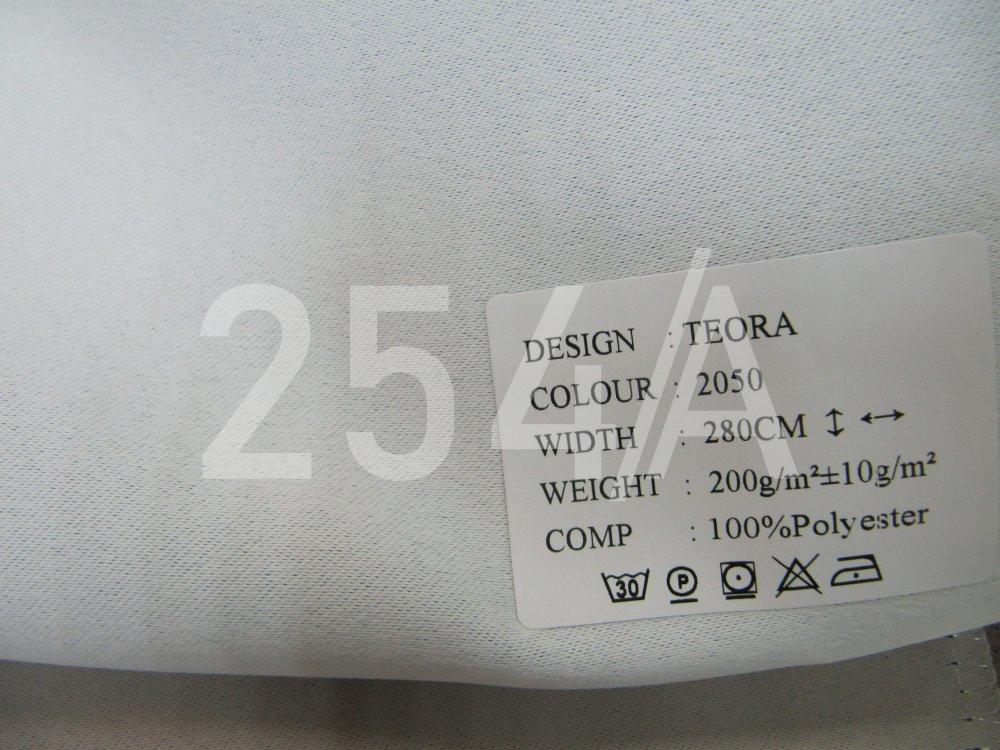 254/A
DESIGN : TEORA
COLOUR : 2050
WIDTH : 280CM ↕ ↔
WEIGHT : 200g/m²±10g/m²
COMP : 100%Polyester
30 P